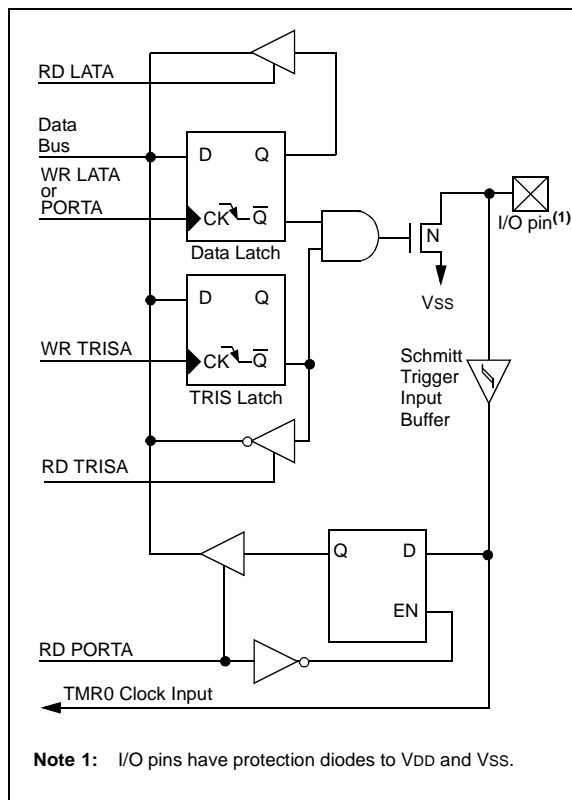 RD LATA
Data
Bus
D Q
WR LATA
or
PORTA
CK Q̅
Data Latch
N
I/O pin(1)
VSS
D Q
WR TRISA
CK Q̅
TRIS Latch
Schmitt
Trigger
Input
Buffer
RD TRISA
Q D
EN
RD PORTA
TMR0 Clock Input
Note 1: I/O pins have protection diodes to VDD and VSS.